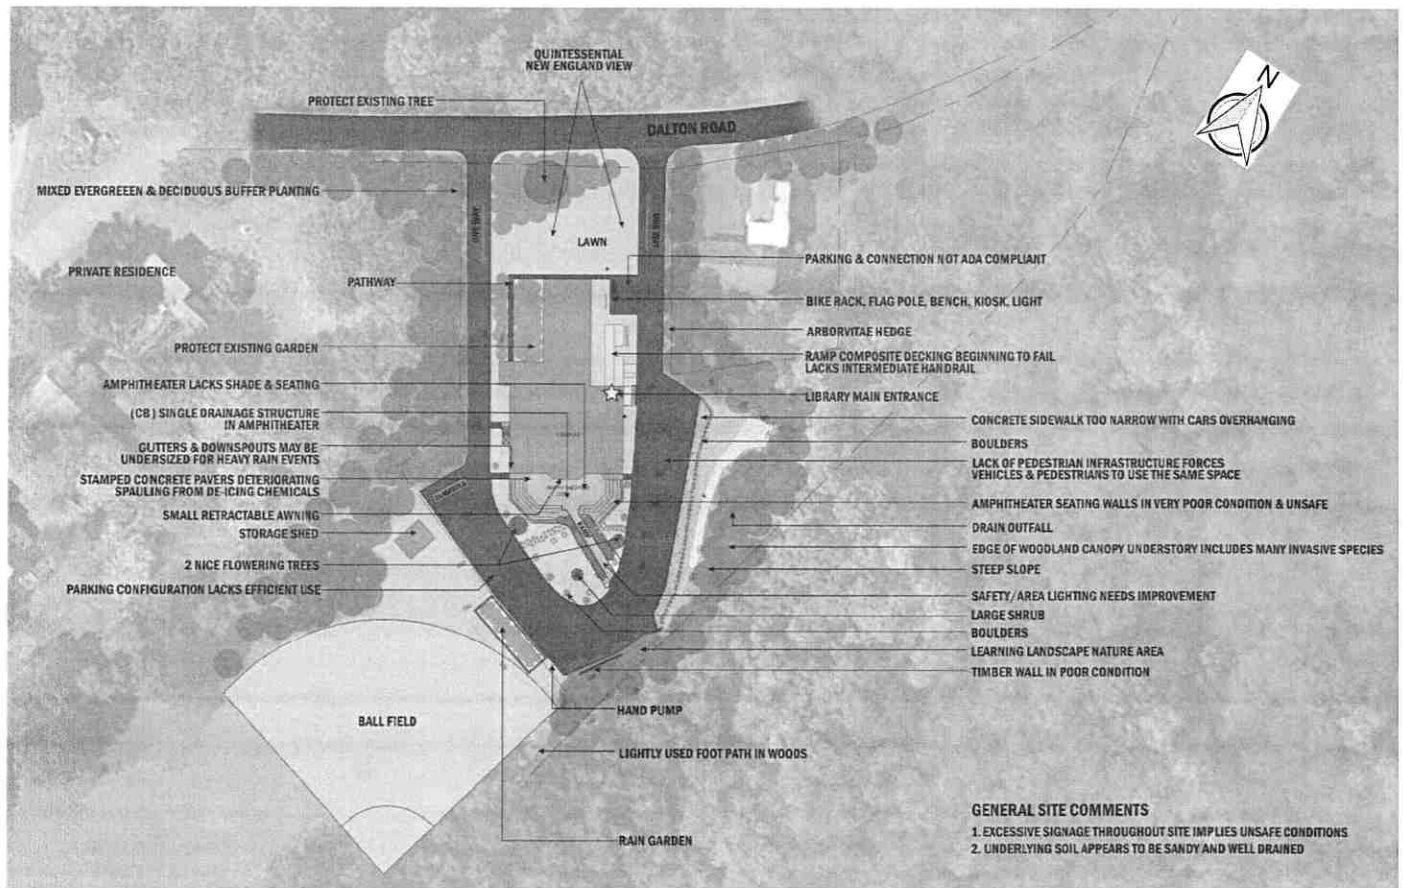 QUINTESSENTIAL
NEW ENGLAND VIEW
N
PROTECT EXISTING TREE
DALTON ROAD
MIXED EVERGREEEN & DECIDUOUS BUFFER PLANTING
ONE WAY
ONE WAY
LAWN
PRIVATE RESIDENCE
PATHWAY
PARKING & CONNECTION NOT ADA COMPLIANT
BIKE RACK, FLAG POLE, BENCH, KIOSK, LIGHT
ARBORVITAE HEDGE
PROTECT EXISTING GARDEN
RAMP COMPOSITE DECKING BEGINNING TO FAIL
LACKS INTERMEDIATE HANDRAIL
AMPHITHEATER LACKS SHADE & SEATING
LIBRARY MAIN ENTRANCE
(CB) SINGLE DRAINAGE STRUCTURE
IN AMPHITEATER
CONCRETE SIDEWALK TOO NARROW WITH CARS OVERHANGING
GUTTERS & DOWNSPOUTS MAY BE
UNDERSIZED FOR HEAVY RAIN EVENTS
BOULDERS
LACK OF PEDESTRIAN INFRASTRUCTURE FORCES
VEHICLES & PEDESTRIANS TO USE THE SAME SPACE
STAMPED CONCRETE PAVERS DETERIORATING
SPAULING FROM DE-ICING CHEMICALS
AMPHITHEATER SEATING WALLS IN VERY POOR CONDITION & UNSAFE
SMALL RETRACTABLE AWNING
DRAIN OUTFALL
STORAGE SHED
RAMP
EDGE OF WOODLAND CANOPY UNDERSTORY INCLUDES MANY INVASIVE SPECIES
2 NICE FLOWERING TREES
STEEP SLOPE
PARKING CONFIGURATION LACKS EFFICIENT USE
SAFETY/AREA LIGHTING NEEDS IMPROVEMENT
LARGE SHRUB
BOULDERS
LEARNING LANDSCAPE NATURE AREA
TIMBER WALL IN POOR CONDITION
HAND PUMP
BALL FIELD
LIGHTLY USED FOOT PATH IN WOODS
RAIN GARDEN
GENERAL SITE COMMENTS
1. EXCESSIVE SIGNAGE THROUGHOUT SITE IMPLIES UNSAFE CONDITIONS
2. UNDERLYING SOIL APPEARS TO BE SANDY AND WELL DRAINED